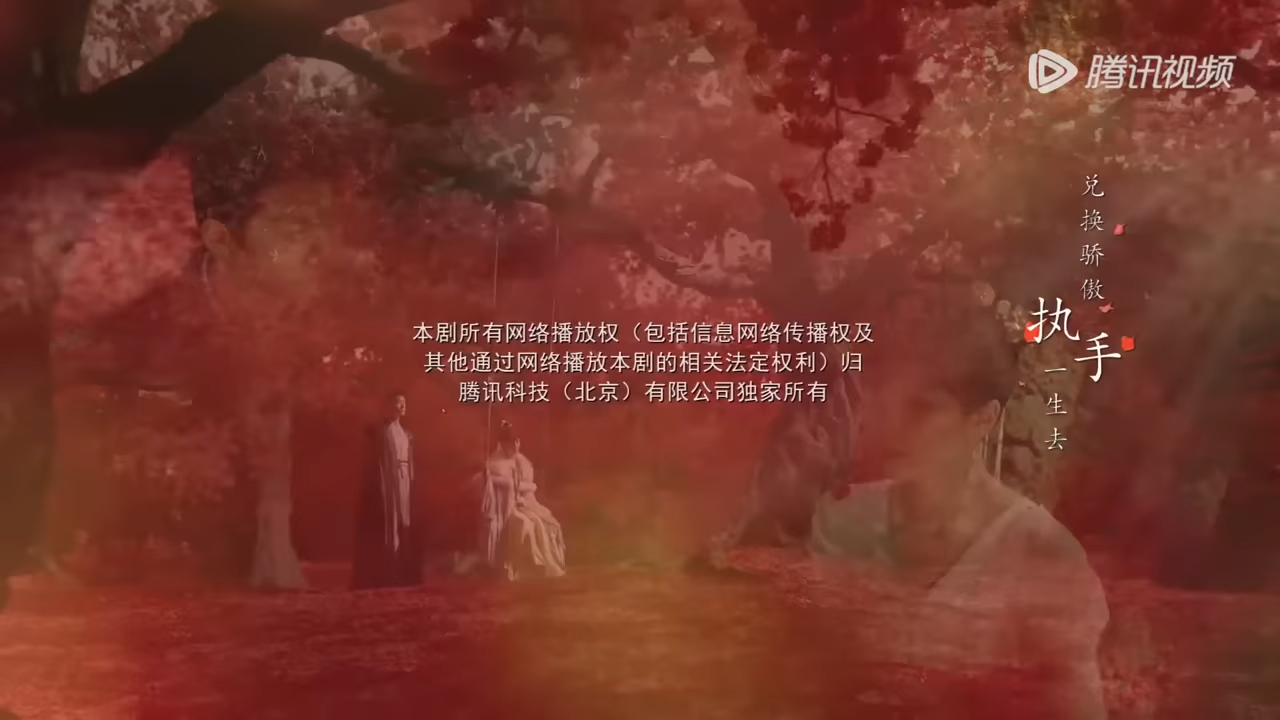 腾讯视频
兑换骄傲
执手一生去
本剧所有网络播放权（包括信息网络传播权及
其他通过网络播放本剧的相关法定权利）归
腾讯科技（北京）有限公司独家所有